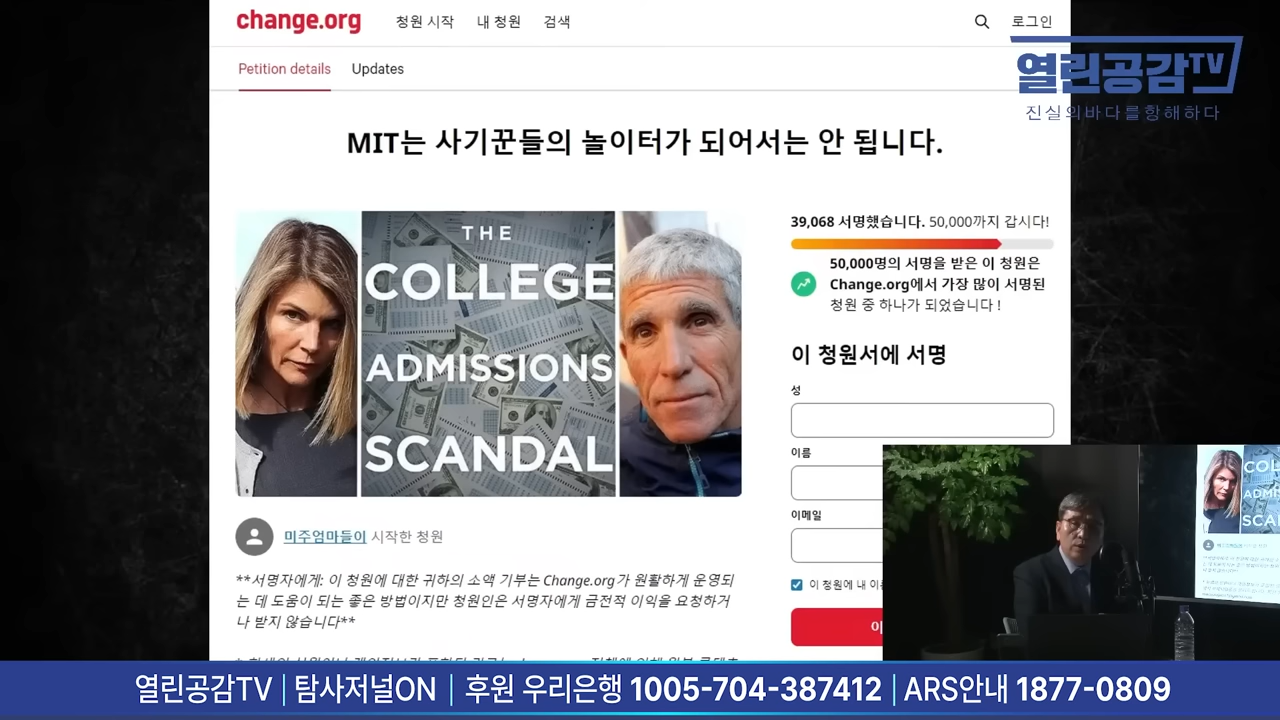 change.org
청원 시작
내 청원
검색
로그인
열린공감TV
진실의바다를항해하다
Petition details
Updates
MIT는 사기꾼들의 놀이터가 되어서는 안 됩니다.
THE
COLLEGE
ADMISSIONS
SCANDAL
39,068 서명했습니다. 50,000까지 갑시다!
50,000명의 서명을 받은 이 청원은
Change.org에서 가장 많이 서명된
청원 중 하나가 되었습니다 !
이 청원서에 서명
성
이름
이메일
이 청원에 내 이
미주엄마들이 시작한 청원
**서명자에게: 이 청원에 대한 귀하의 소액 기부는 Change.org가 원활하게 운영되
는 데 도움이 되는 좋은 방법이지만 청원인은 서명자에게 금전적 이익을 요청하거
나 받지 않습니다**
COL
ADMIS
SCAN
열린공감TV | 탐사저널ON | 후원 우리은행 1005-704-387412 | ARS안내 1877-0809